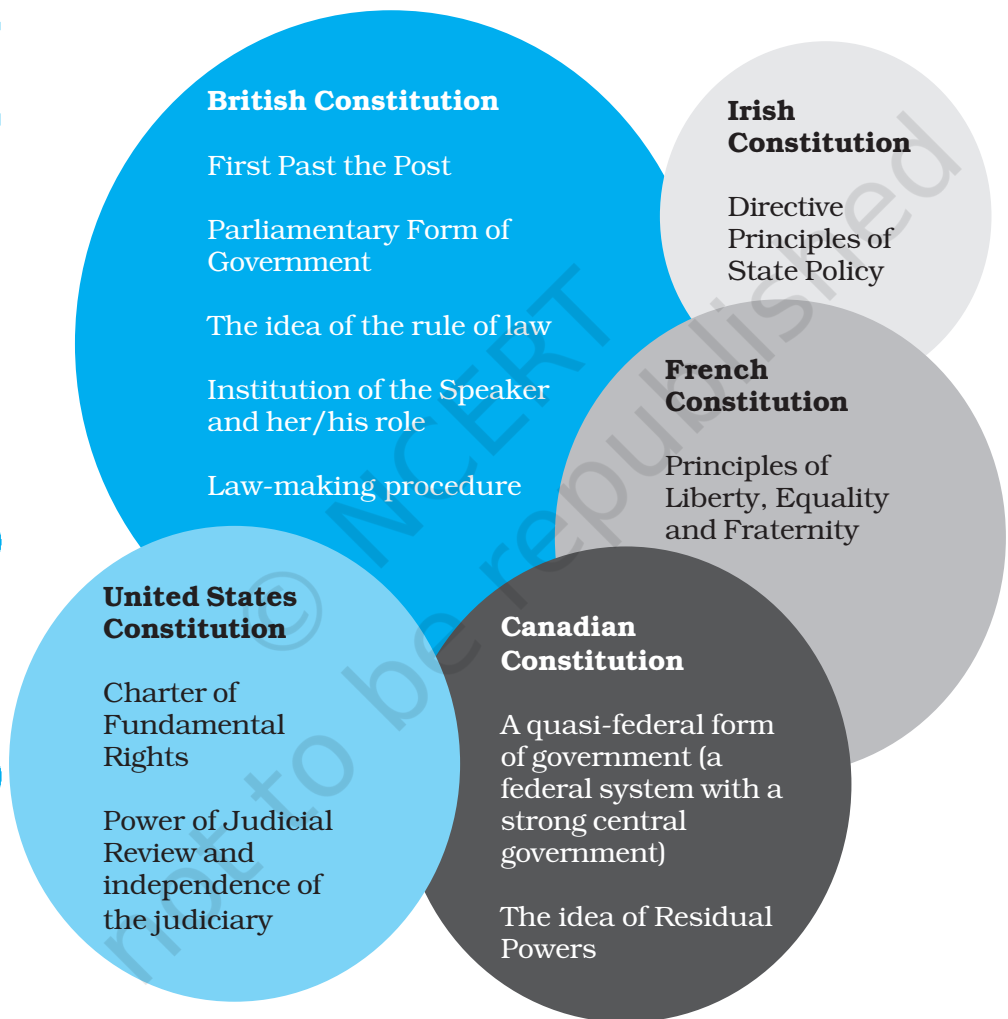 British Constitution
First Past the Post
Parliamentary Form of
Government
The idea of the rule of law
Institution of the Speaker
and her/his role
Law-making procedure
Irish
Constitution
Directive
Principles of
State Policy
French
Constitution
Principles of
Liberty, Equality
and Fraternity
United States
Constitution
Charter of
Fundamental
Rights
Power of Judicial
Review and
independence of
the judiciary
Canadian
Constitution
A quasi-federal form
of government (a
federal system with a
strong central
government)
The idea of Residual
Powers
© NCERT
not to be republished